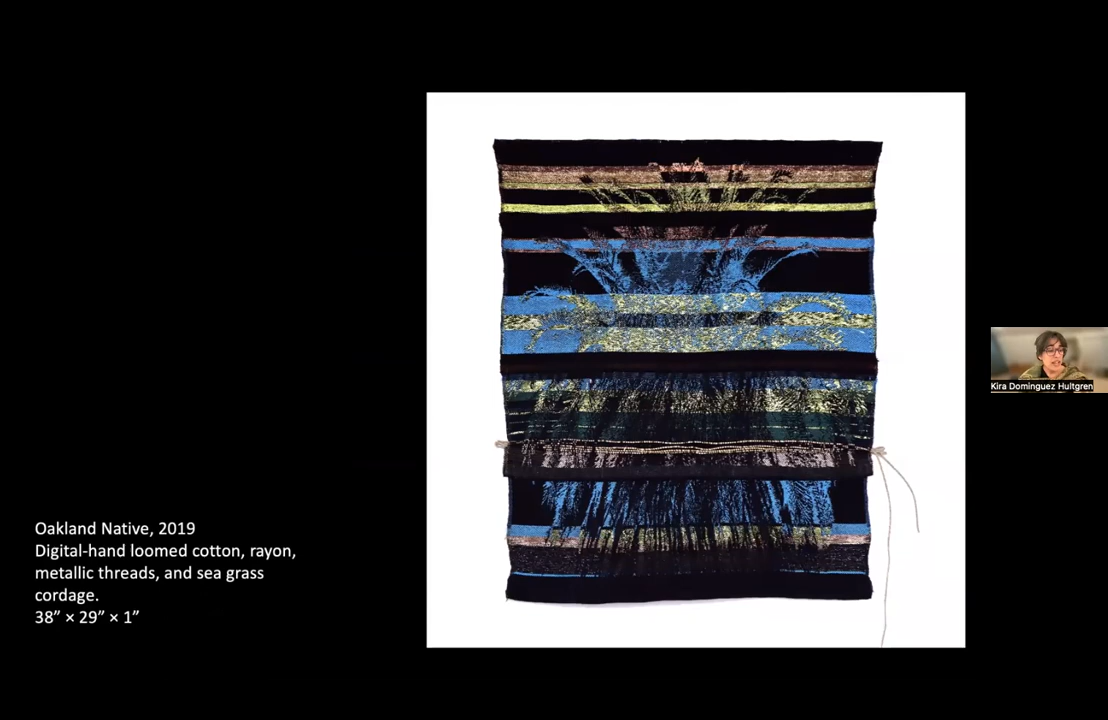 Oakland Native, 2019
Digital-hand loomed cotton, rayon,
metallic threads, and sea grass
cordage.
38” × 29” × 1”
Kira Dominguez Hultgren